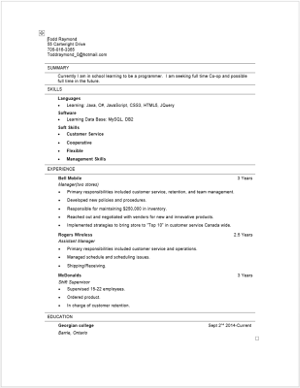 Todd Raymond
59 Cartwright Drive
Toddraymond_3@hotmail.com
SUMMARY
Currently I am in school learning to be a programmer. I am seeking full time Co-op and possible
full time in the future.
SKILLS
Languages
• Learning: Java, C#, JavaScript, CSS3, HTML5, JQuery
Software
• Learning Data Base: MySQL, DB2
Soft Skills
• Customer Service
• Cooperative
• Flexible
• Management Skills
EXPERIENCE
Bell Mobile 5 Years
Manager(two stores)
• Primary responsibilities included customer service, retention, and team management.
• Developed new policies and procedures.
• Responsible for maintaining $250,000 in inventory.
• Reached out and negotiated with vendors for new and innovative products.
• Implemented strategies to bring store to "Top 10" in customer service Canada wide.
Rogers Wireless 2.5 Years
Assistant Manager
• Primary responsibilities included customer service and operations.
• Managed schedule and scheduling issues.
• Shipping/Receiving.
McDonalds 3 Years
Shift Supervisor
• Supervised 15-22 employees.
• Ordered product.
• In charge of customer retention.
EDUCATION
Georgian college Sept 2nd 2014-Current
Barrie, Ontario